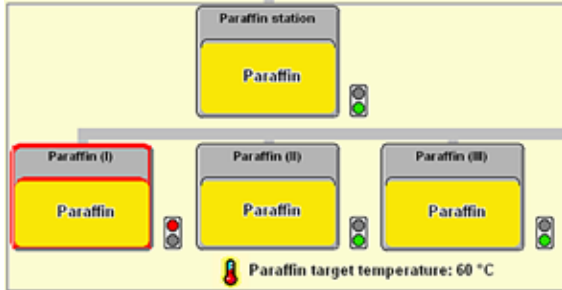 Paraffin station
Paraffin
Paraffin (I)
Paraffin (II)
Paraffin (III)
Paraffin
Paraffin
Paraffin
Paraffin target temperature: 60 °C